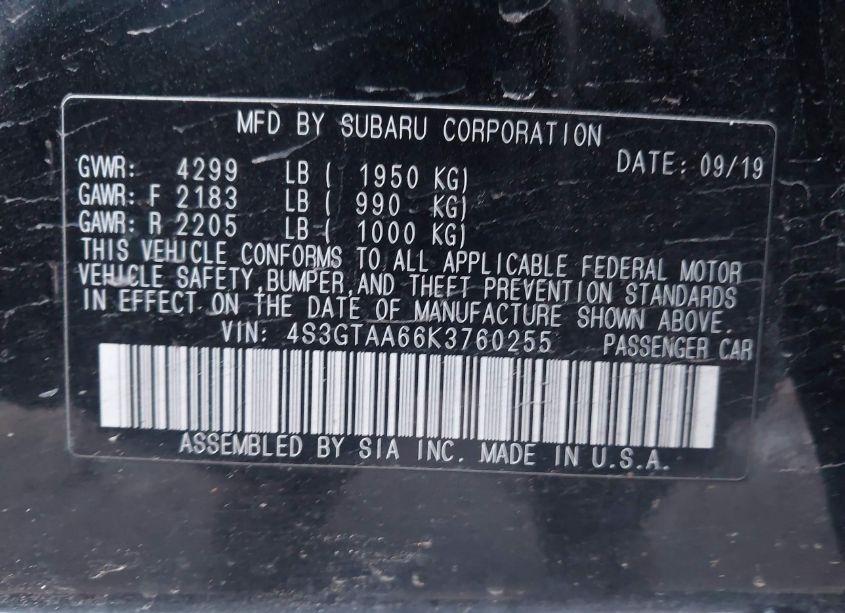 MFD BY SUBARU CORPORATION
DATE: 09/19
GVWR: 4299 LB ( 1950 KG)
GAWR: F 2183 LB ( 990 KG)
GAWR: R 2205 LB ( 1000 KG)
THIS VEHICLE CONFORMS TO ALL APPLICABLE FEDERAL MOTOR
VEHICLE SAFETY, BUMPER, AND THEFT PREVENTION STANDARDS
IN EFFECT ON THE DATE OF MANUFACTURE SHOWN ABOVE.
VIN: 4S3GTAA66K3760255 PASSENGER CAR
ASSEMBLED BY SIA INC. MADE IN U.S.A.